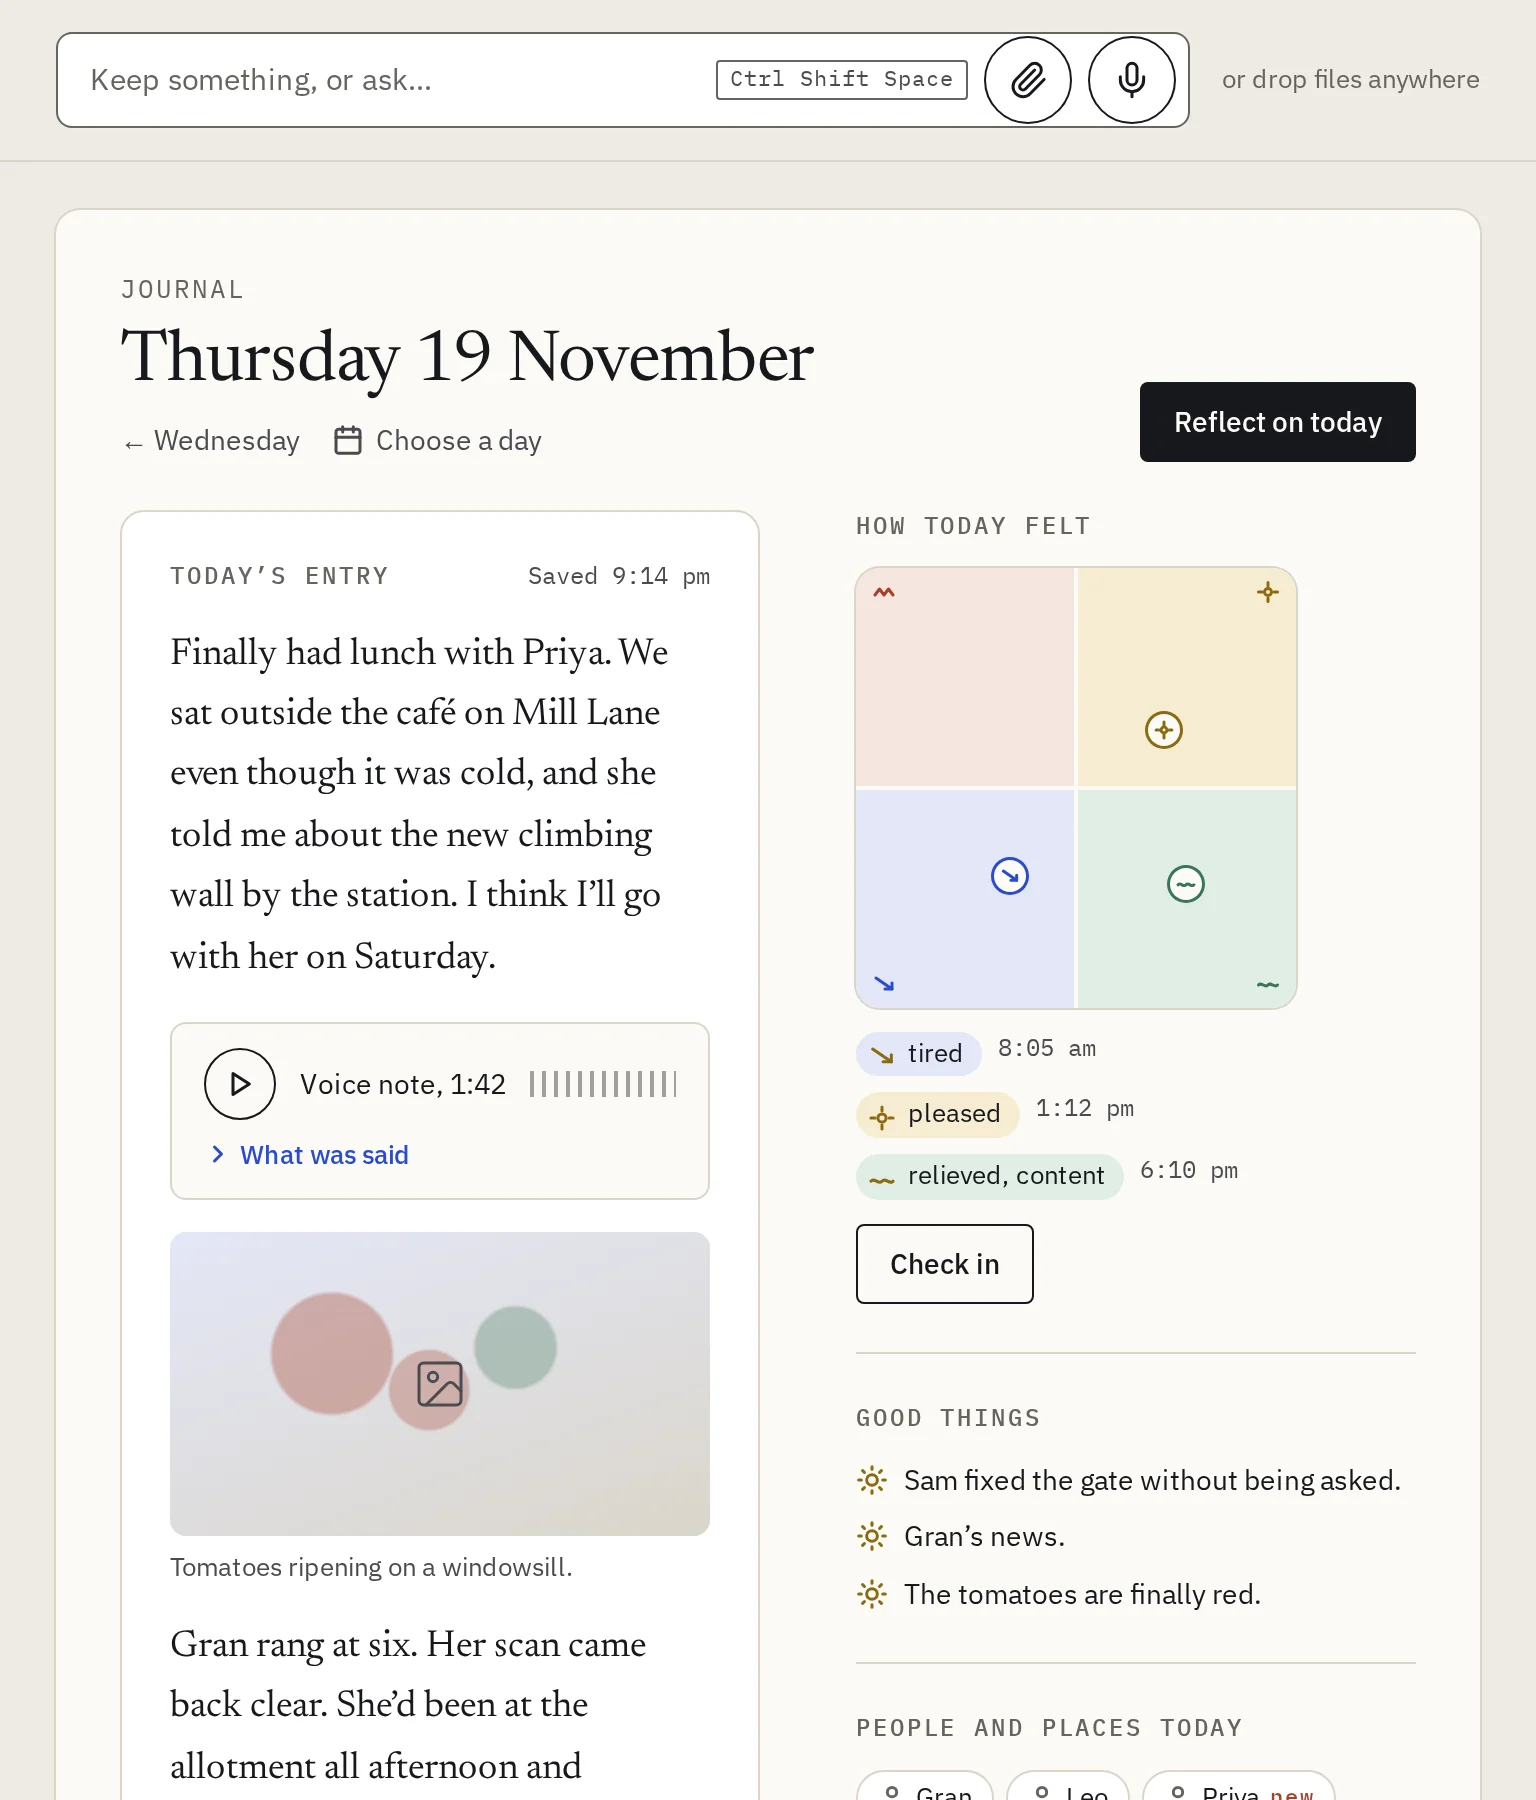 Keep something, or ask...
Ctrl Shift Space
or drop files anywhere
JOURNAL
Thursday 19 November
← Wednesday
Choose a day
Reflect on today
TODAY’S ENTRY
Saved 9:14 pm
Finally had lunch with Priya. We
sat outside the café on Mill Lane
even though it was cold, and she
told me about the new climbing
wall by the station. I think I’ll go
with her on Saturday.
Voice note, 1:42
What was said
Tomatoes ripening on a windowsill.
Gran rang at six. Her scan came
back clear. She’d been at the
allotment all afternoon and
HOW TODAY FELT
tired
8:05 am
pleased
1:12 pm
relieved, content
6:10 pm
Check in
GOOD THINGS
Sam fixed the gate without being asked.
Gran’s news.
The tomatoes are finally red.
PEOPLE AND PLACES TODAY
Gran
Leo
Priya new